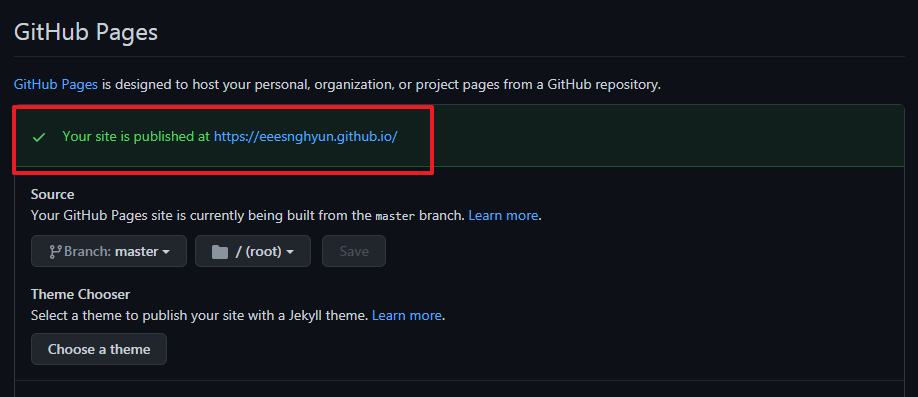 GitHub Pages
GitHub Pages is designed to host your personal, organization, or project pages from a GitHub repository.
Your site is published at https://eeesnghyun.github.io/
Source
Your GitHub Pages site is currently being built from the master branch. Learn more.
Branch: master / (root) Save
Theme Chooser
Select a theme to publish your site with a Jekyll theme. Learn more.
Choose a theme